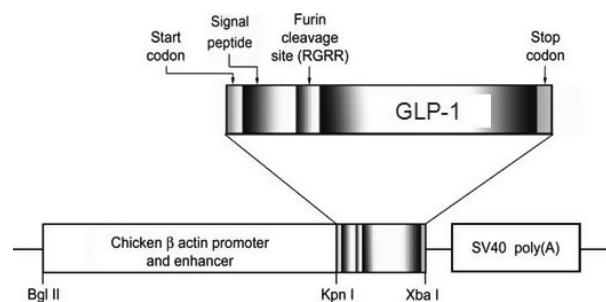 Start
codon
Signal
peptide
Furin
cleavage
site (RGRR)
Stop
codon
GLP-1
Chicken β actin promoter
and enhancer
SV40 poly(A)
Bgl II
Kpn I
Xba I